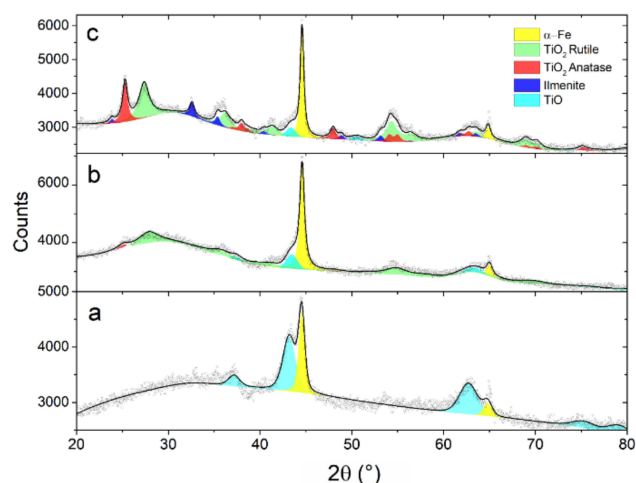 6000
5000
4000
3000
c
α–Fe
TiO₂ Rutile
TiO₂ Anatase
Ilmenite
TiO
6000
4000
b
Counts
5000
4000
3000
a
20 30 40 50 60 70 80
2θ (°)